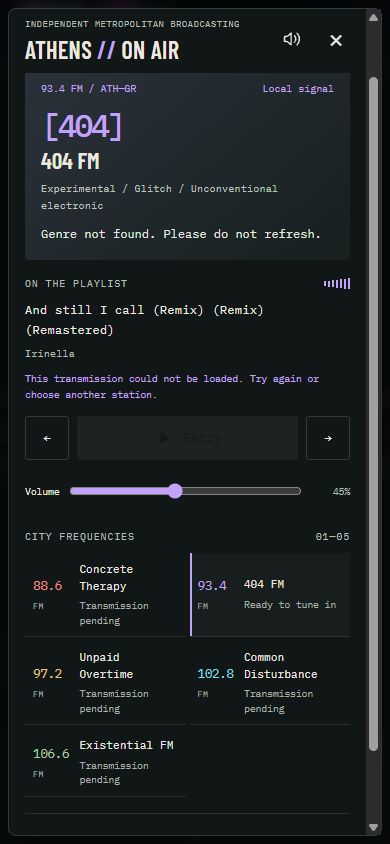 INDEPENDENT METROPOLITAN BROADCASTING
ATHENS // ON AIR
93.4 FM / ATH—GR
Local signal
[404]
404 FM
Experimental / Glitch / Unconventional
electronic
Genre not found. Please do not refresh.
ON THE PLAYLIST
And still I call (Remix) (Remix)
(Remastered)
Irinella
This transmission could not be loaded. Try again or
choose another station.
← ▶ Retry →
Volume 45%
CITY FREQUENCIES 01—05
88.6 FM
Concrete
Therapy
Transmission
pending
93.4 FM
404 FM
Ready to tune in
97.2 FM
Unpaid
Overtime
Transmission
pending
102.8 FM
Common
Disturbance
Transmission
pending
106.6 FM
Existential FM
Transmission
pending